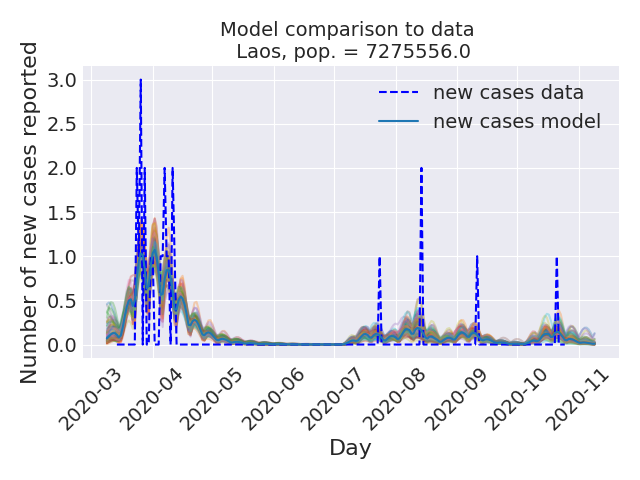 Model comparison to data
Laos, pop. = 7275556.0
new cases data
new cases model
Number of new cases reported
3.0
2.5
2.0
1.5
1.0
0.5
0.0
2020-03
2020-04
2020-05
2020-06
2020-07
2020-08
2020-09
2020-10
2020-11
Day